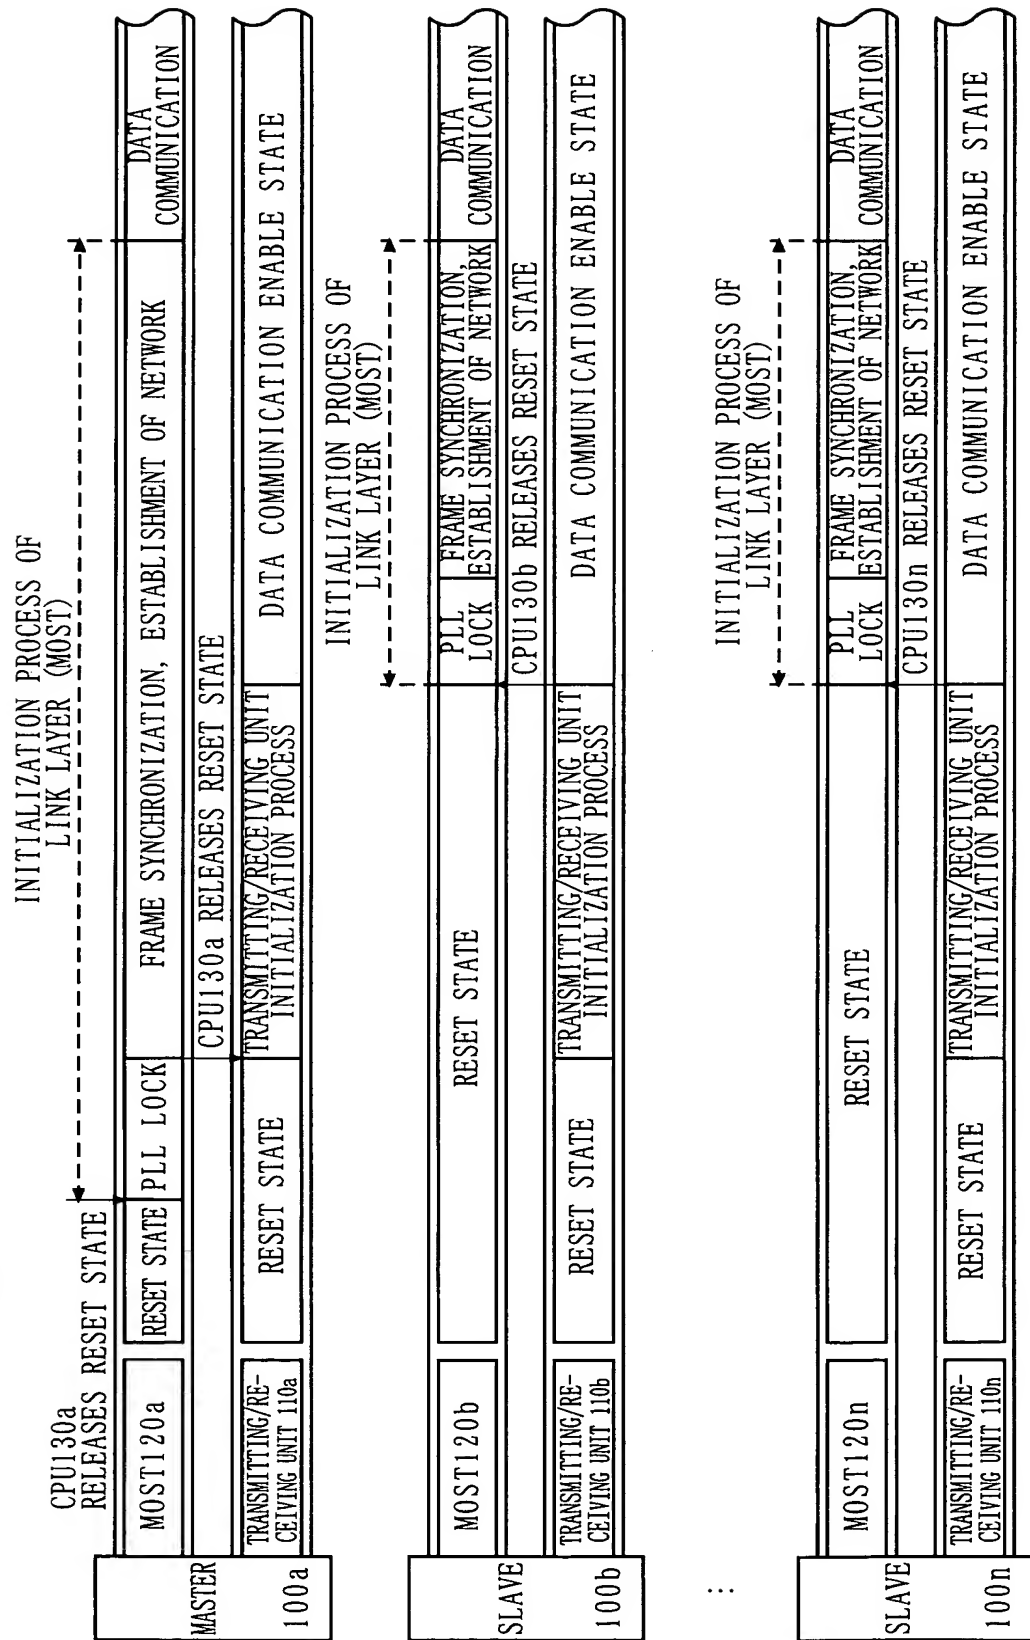 INITIALIZATION PROCESS OF
LINK LAYER (MOST)
CPU130a
RELEASES RESET STATE
MASTER
100a
MOST120a
RESET STATE
PLL LOCK
FRAME SYNCHRONIZATION, ESTABLISHMENT OF NETWORK
DATA
COMMUNICATION
CPU130a RELEASES RESET STATE
TRANSMITTING/RE-
CEIVING UNIT 110a
RESET STATE
TRANSMITTING/RECEIVING UNIT
INITIALIZATION PROCESS
DATA COMMUNICATION ENABLE STATE
INITIALIZATION PROCESS OF
LINK LAYER (MOST)
SLAVE
100b
MOST120b
RESET STATE
PLL
LOCK
FRAME SYNCHRONIZATION,
ESTABLISHMENT OF NETWORK
DATA
COMMUNICATION
CPU130b RELEASES RESET STATE
TRANSMITTING/RE-
CEIVING UNIT 110b
RESET STATE
TRANSMITTING/RECEIVING UNIT
INITIALIZATION PROCESS
DATA COMMUNICATION ENABLE STATE
...
INITIALIZATION PROCESS OF
LINK LAYER (MOST)
SLAVE
100n
MOST120n
RESET STATE
PLL
LOCK
FRAME SYNCHRONIZATION,
ESTABLISHMENT OF NETWORK
DATA
COMMUNICATION
CPU130n RELEASES RESET STATE
TRANSMITTING/RE-
CEIVING UNIT 110n
RESET STATE
TRANSMITTING/RECEIVING UNIT
INITIALIZATION PROCESS
DATA COMMUNICATION ENABLE STATE